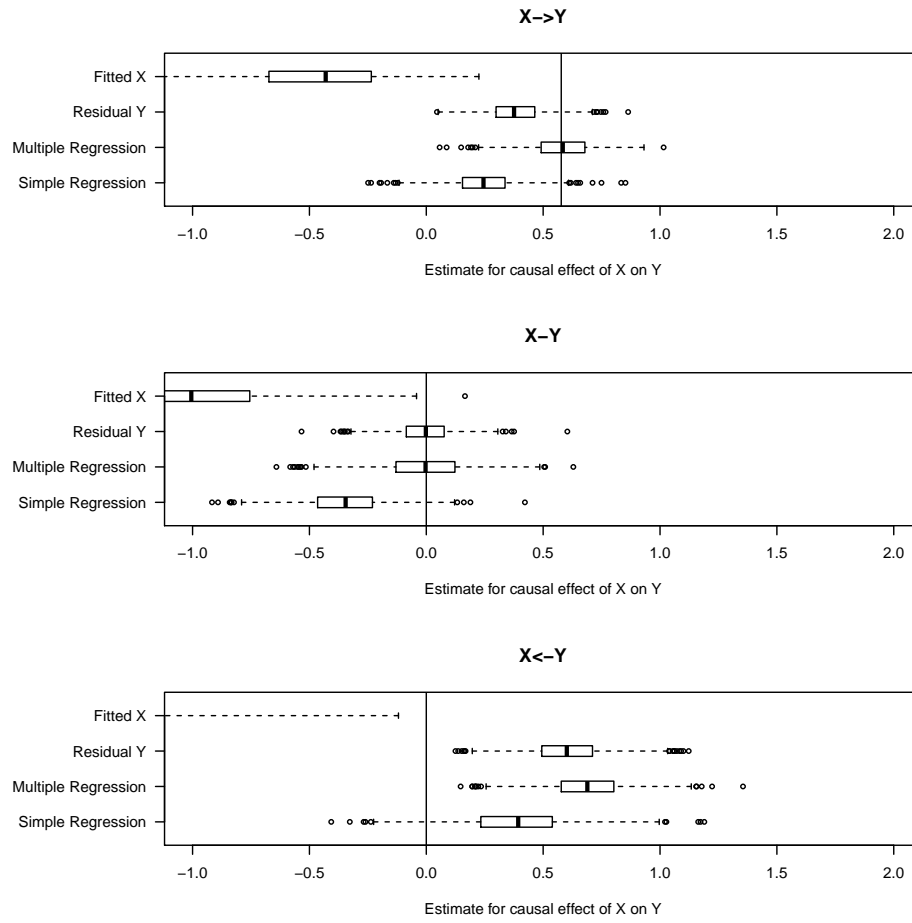 X−>Y
Fitted X
Residual Y
Multiple Regression
Simple Regression
−1.0 −0.5 0.0 0.5 1.0 1.5 2.0
Estimate for causal effect of X on Y
X−Y
Fitted X
Residual Y
Multiple Regression
Simple Regression
−1.0 −0.5 0.0 0.5 1.0 1.5 2.0
Estimate for causal effect of X on Y
X<−Y
Fitted X
Residual Y
Multiple Regression
Simple Regression
−1.0 −0.5 0.0 0.5 1.0 1.5 2.0
Estimate for causal effect of X on Y